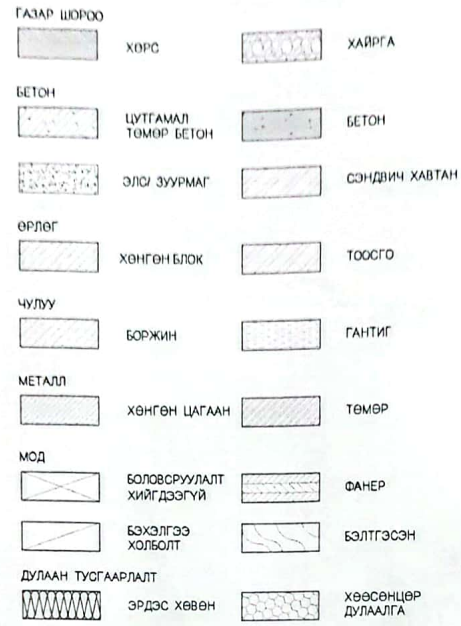 ГАЗАР ШОРОО
ХӨРС
ХАЙРГА
БЕТОН
ЦУТГАМАЛ
ТӨМӨР БЕТОН
БЕТОН
ЭЛС/ ЗУУРМАГ
СЭНДВИЧ ХАВТАН
ӨРЛӨГ
ХӨНГӨН БЛОК
ТООСГО
ЧУЛУУ
БОРЖИН
ГАНТИГ
МЕТАЛЛ
ХӨНГӨН ЦАГААН
ТӨМӨР
МОД
БОЛОВСРУУЛАЛТ
ХИЙГДЭЭГҮЙ
ФАНЕР
БЭХЭЛГЭЭ
ХОЛБОЛТ
БЭЛТГЭСЭН
ДУЛААН ТУСГААРЛАЛТ
ЭРДЭС ХӨВӨН
ХӨӨСӨНЦӨР
ДУЛААЛГА